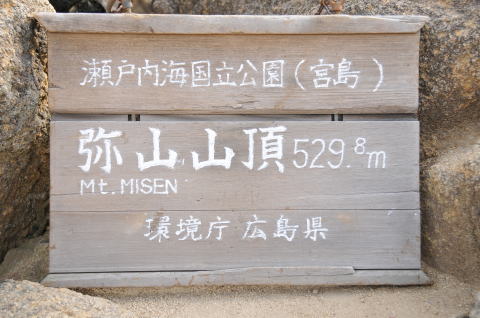 瀬戸内海国立公園(宮島)
弥山山頂529.8m
Mt.MISEN
環境庁 広島県